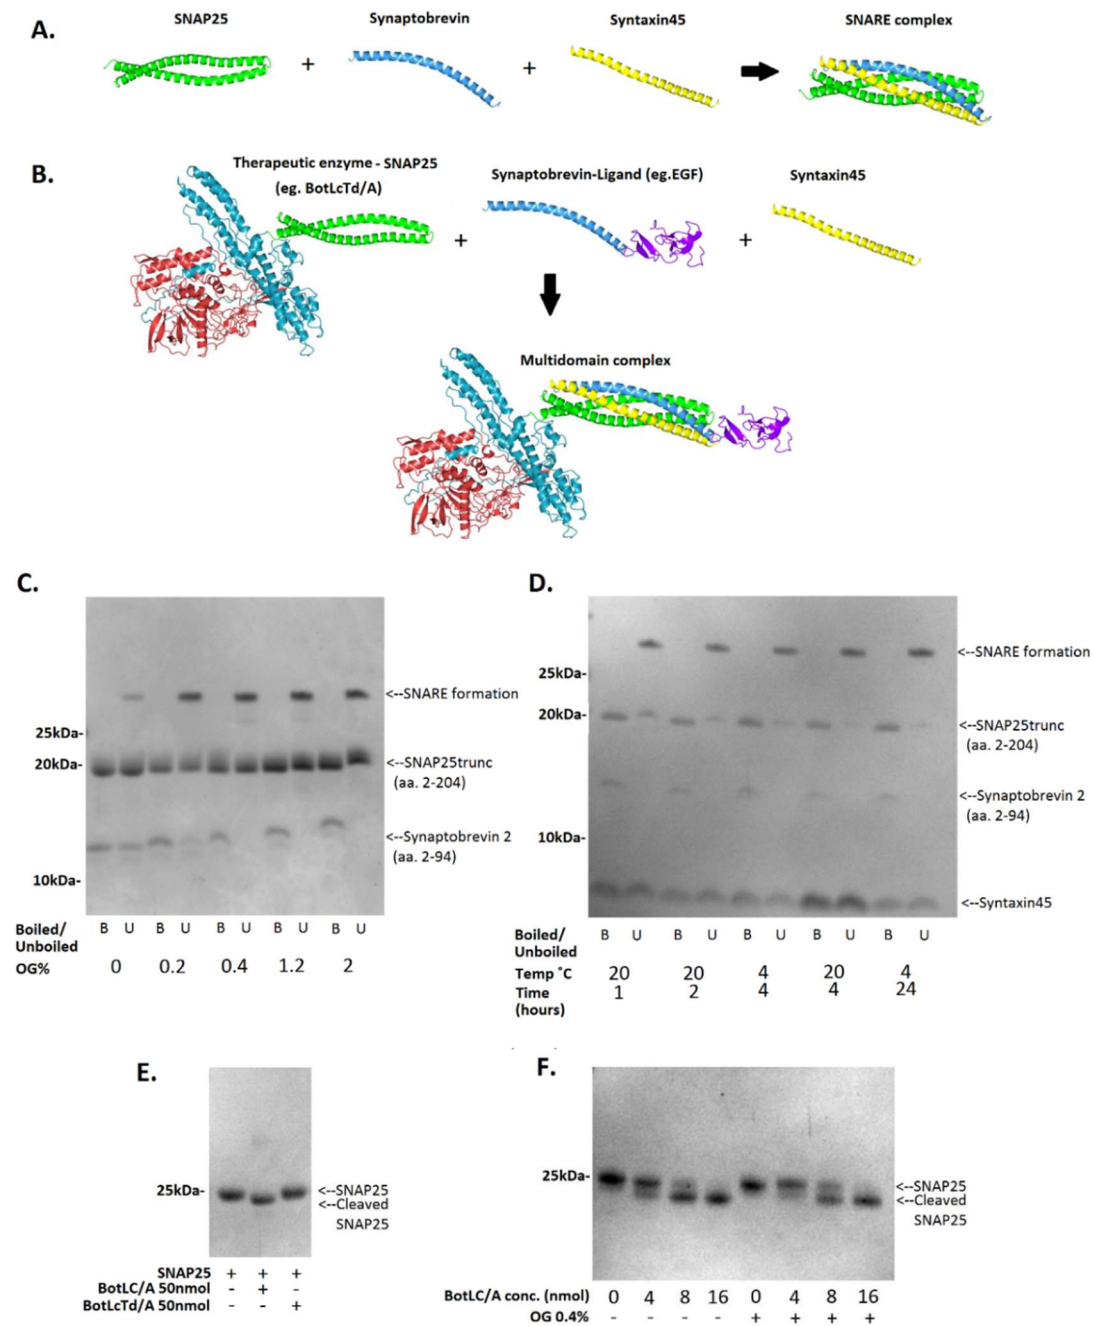 A.
SNAP25
Synaptobrevin
Syntaxin45
SNARE complex
+
+
B.
Therapeutic enzyme - SNAP25
(eg. BotLcTd/A)
Synaptobrevin-Ligand (eg.EGF)
Syntaxin45
+
+
Multidomain complex
C.
<--SNARE formation
25kDa-
20kDa-
<--SNAP25trunc
(aa. 2-204)
<--Synaptobrevin 2
(aa. 2-94)
10kDa-
Boiled/
Unboiled
B U B U B U B U B U
OG%
0 0.2 0.4 1.2 2
D.
<--SNARE formation
25kDa-
20kDa-
<--SNAP25trunc
(aa. 2-204)
<--Synaptobrevin 2
(aa. 2-94)
10kDa-
<--Syntaxin45
Boiled/
Unboiled
B U B U B U B U B U
Temp ˚C 20 20 4 20 4
Time 1 2 4 4 24
(hours)
E.
25kDa-
<--SNAP25
<--Cleaved
SNAP25
SNAP25 + + +
BotLC/A 50nmol - + -
BotLcTd/A 50nmol - - +
F.
25kDa-
<--SNAP25
<--Cleaved
SNAP25
BotLC/A conc. (nmol) 0 4 8 16 0 4 8 16
OG 0.4% - - - - + + + +